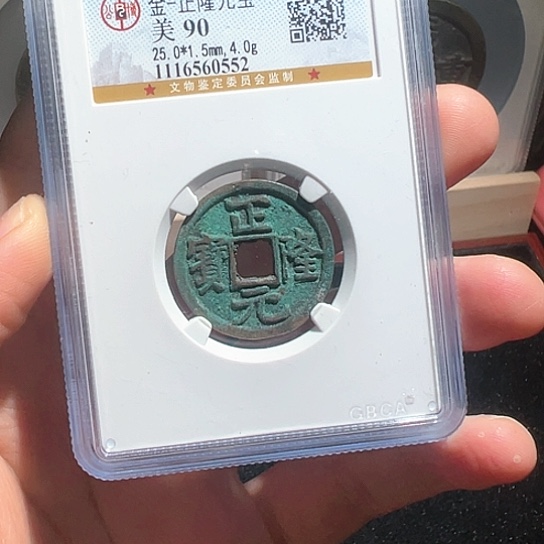 金-正隆元宝
美 90
25.0*1.5mm,4.0g
1116560552
文物鉴定委员会监制
正隆元寳
GBCA